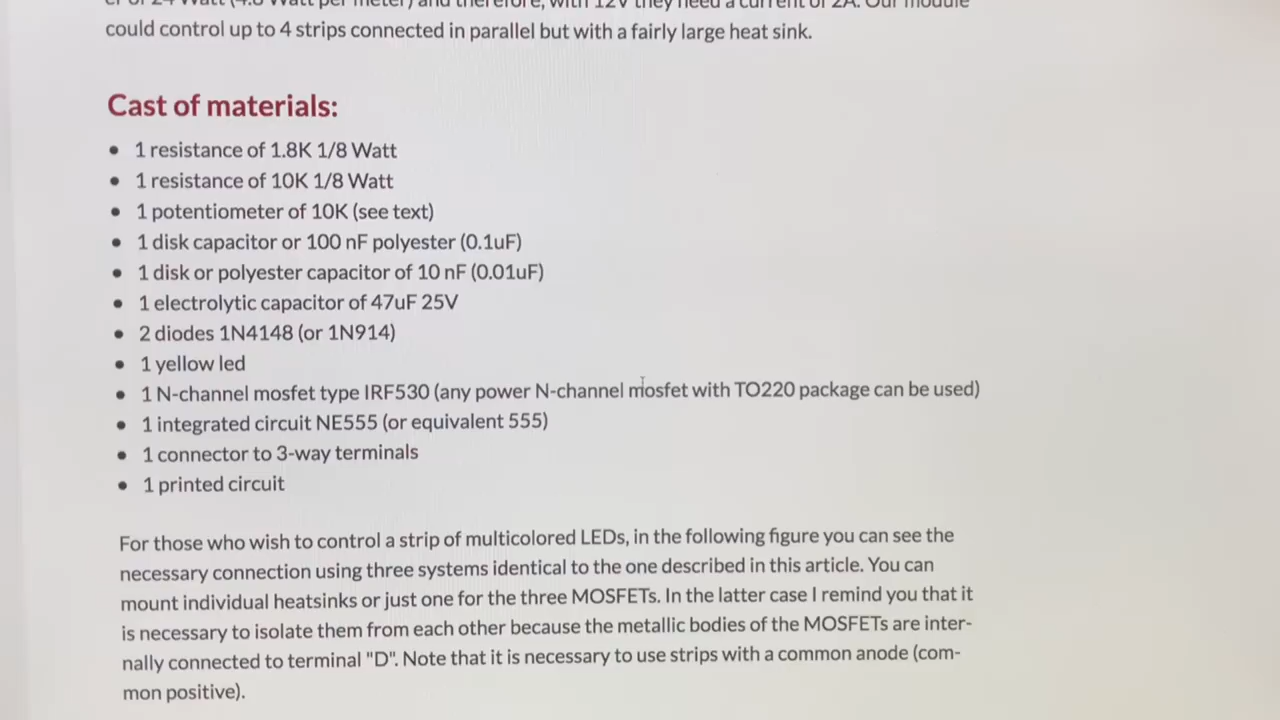 could control up to 4 strips connected in parallel but with a fairly large heat sink.
Cast of materials:
• 1 resistance of 1.8K 1/8 Watt
• 1 resistance of 10K 1/8 Watt
• 1 potentiometer of 10K (see text)
• 1 disk capacitor or 100 nF polyester (0.1uF)
• 1 disk or polyester capacitor of 10 nF (0.01uF)
• 1 electrolytic capacitor of 47uF 25V
• 2 diodes 1N4148 (or 1N914)
• 1 yellow led
• 1 N-channel mosfet type IRF530 (any power N-channel mosfet with TO220 package can be used)
• 1 integrated circuit NE555 (or equivalent 555)
• 1 connector to 3-way terminals
• 1 printed circuit
For those who wish to control a strip of multicolored LEDs, in the following figure you can see the
necessary connection using three systems identical to the one described in this article. You can
mount individual heatsinks or just one for the three MOSFETs. In the latter case I remind you that it
is necessary to isolate them from each other because the metallic bodies of the MOSFETs are inter-
nally connected to terminal "D". Note that it is necessary to use strips with a common anode (com-
mon positive).